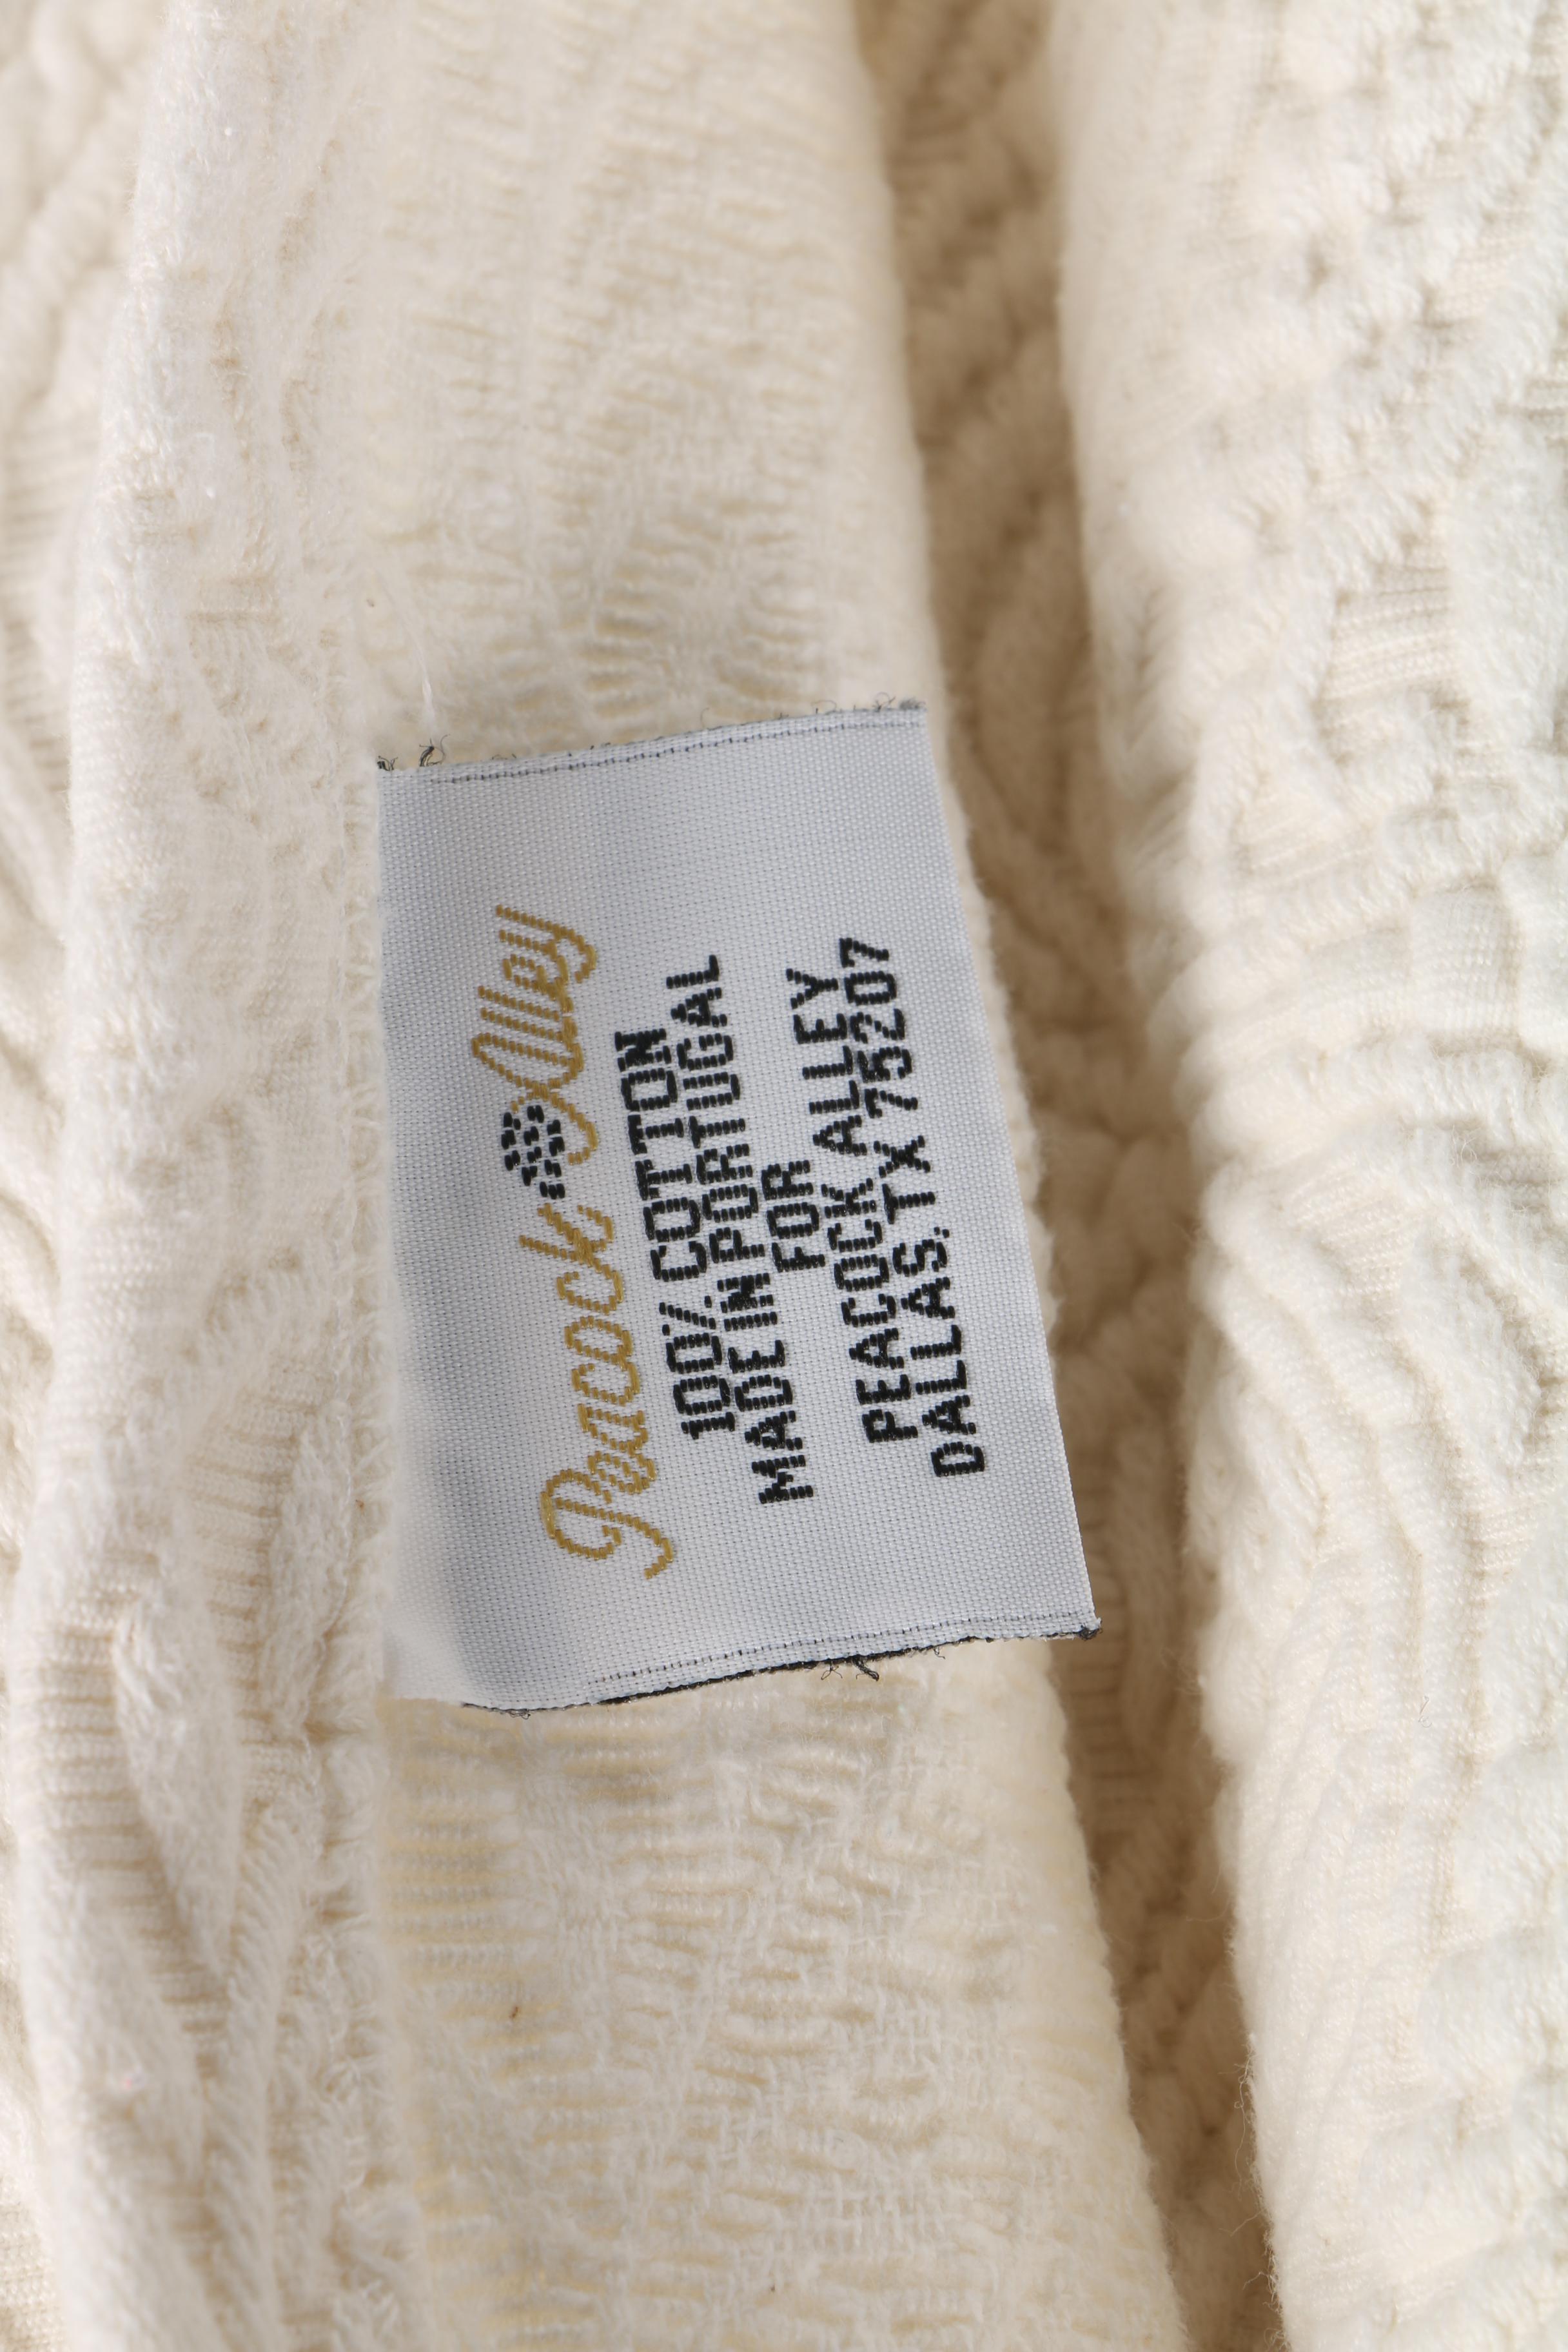 Peacock Alley
100% COTTON
MADE IN PORTUGAL
FOR
PEACOCK ALLEY
DALLAS, TX 75207